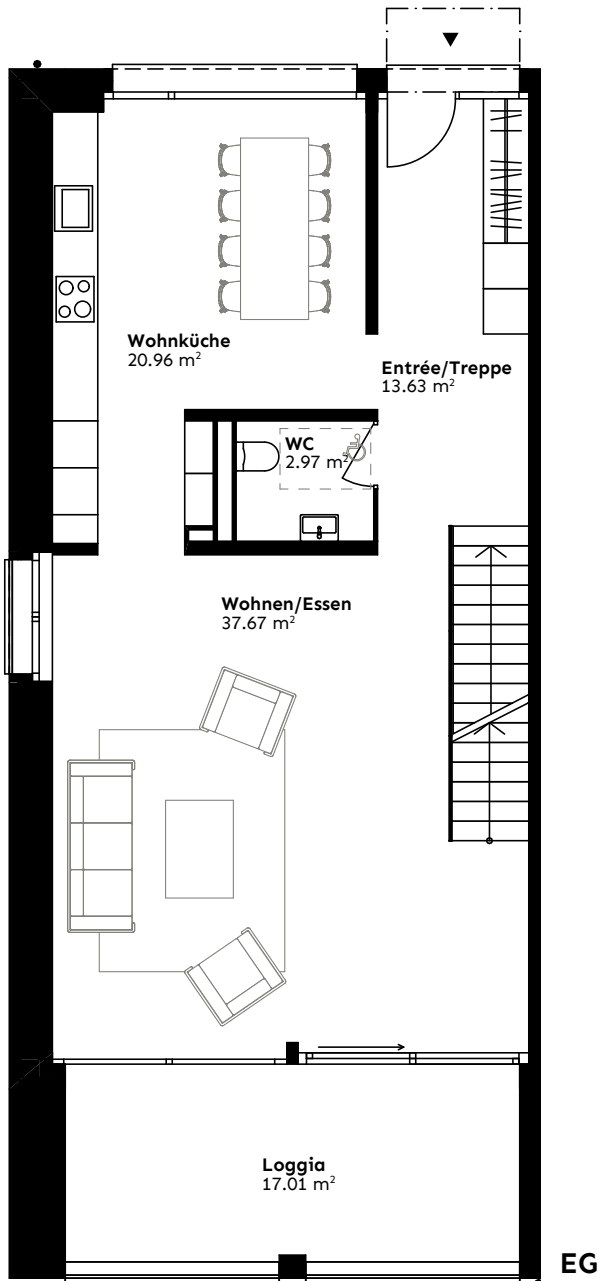 Wohnküche
20.96 m²
Entrée/Treppe
13.63 m²
WC
2.97 m²
Wohnen/Essen
37.67 m²
Loggia
17.01 m²
EG